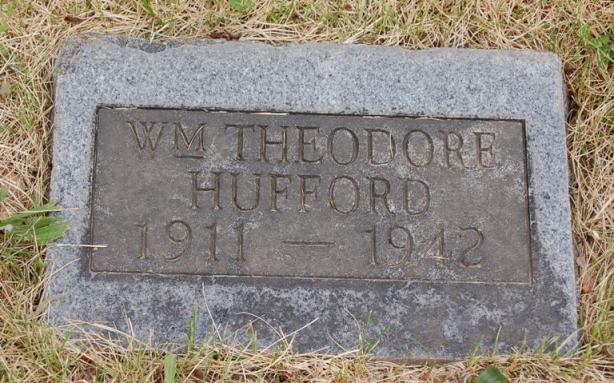 WM THEODORE
HUFFORD
1911 — 1942